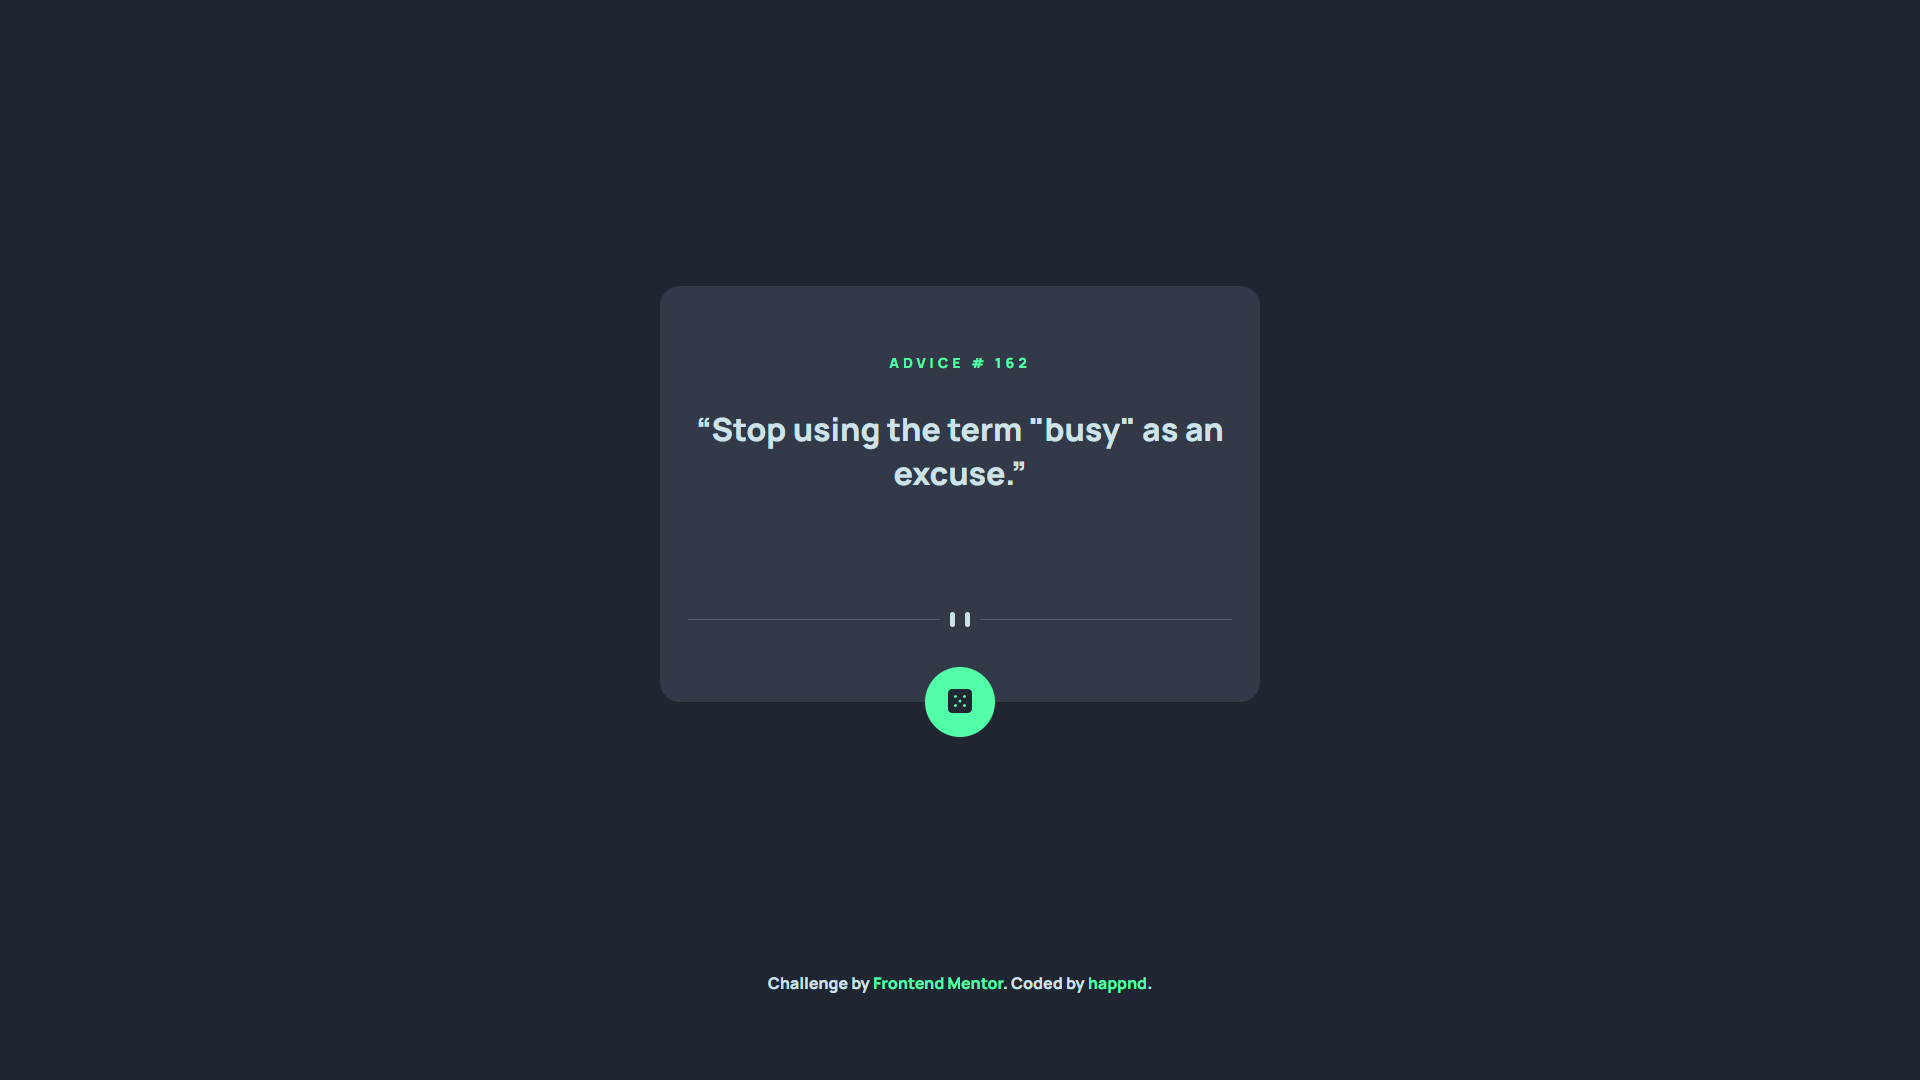 ADVICE # 162
“Stop using the term "busy" as an
excuse.”
Challenge by Frontend Mentor. Coded by happnd.